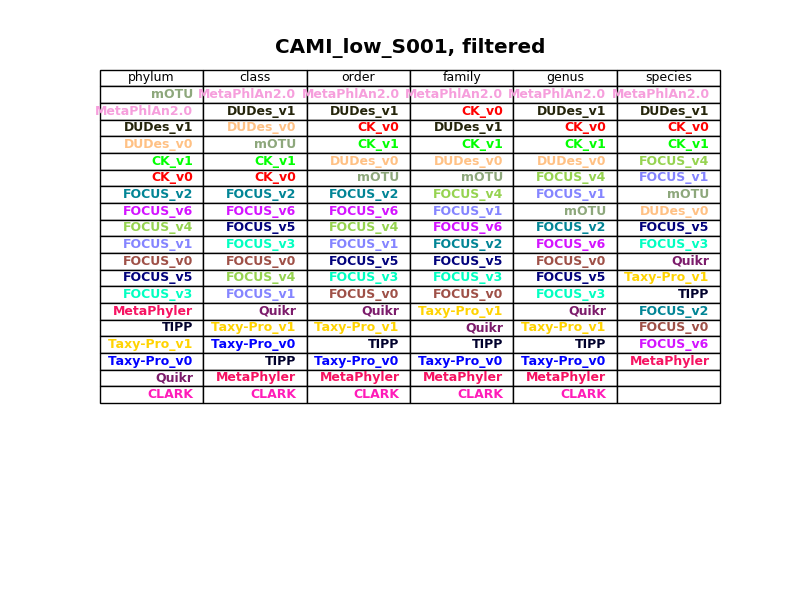 CAMI_low_S001, filtered
phylum class order family genus species
mOTU MetaPhlAn2.0 MetaPhlAn2.0 MetaPhlAn2.0 MetaPhlAn2.0 MetaPhlAn2.0
MetaPhlAn2.0 DUDes_v1 DUDes_v1 CK_v0 DUDes_v1 DUDes_v1
DUDes_v1 DUDes_v0 CK_v0 DUDes_v1 CK_v0 CK_v0
DUDes_v0 mOTU CK_v1 CK_v1 CK_v1 CK_v1
CK_v1 CK_v1 DUDes_v0 DUDes_v0 DUDes_v0 FOCUS_v4
CK_v0 CK_v0 mOTU mOTU FOCUS_v4 FOCUS_v1
FOCUS_v2 FOCUS_v2 FOCUS_v2 FOCUS_v4 FOCUS_v1 mOTU
FOCUS_v6 FOCUS_v6 FOCUS_v6 FOCUS_v1 mOTU DUDes_v0
FOCUS_v4 FOCUS_v5 FOCUS_v4 FOCUS_v6 FOCUS_v2 FOCUS_v5
FOCUS_v1 FOCUS_v3 FOCUS_v1 FOCUS_v2 FOCUS_v6 FOCUS_v3
FOCUS_v0 FOCUS_v0 FOCUS_v5 FOCUS_v5 FOCUS_v0 Quikr
FOCUS_v5 FOCUS_v4 FOCUS_v3 FOCUS_v3 FOCUS_v5 Taxy-Pro_v1
FOCUS_v3 FOCUS_v1 FOCUS_v0 FOCUS_v0 FOCUS_v3 TIPP
MetaPhyler Quikr Quikr Taxy-Pro_v1 Quikr FOCUS_v2
TIPP Taxy-Pro_v1 Taxy-Pro_v1 Quikr Taxy-Pro_v1 FOCUS_v0
Taxy-Pro_v1 Taxy-Pro_v0 TIPP TIPP TIPP FOCUS_v6
Taxy-Pro_v0 TIPP Taxy-Pro_v0 Taxy-Pro_v0 Taxy-Pro_v0 MetaPhyler
Quikr MetaPhyler MetaPhyler MetaPhyler MetaPhyler
CLARK CLARK CLARK CLARK CLARK